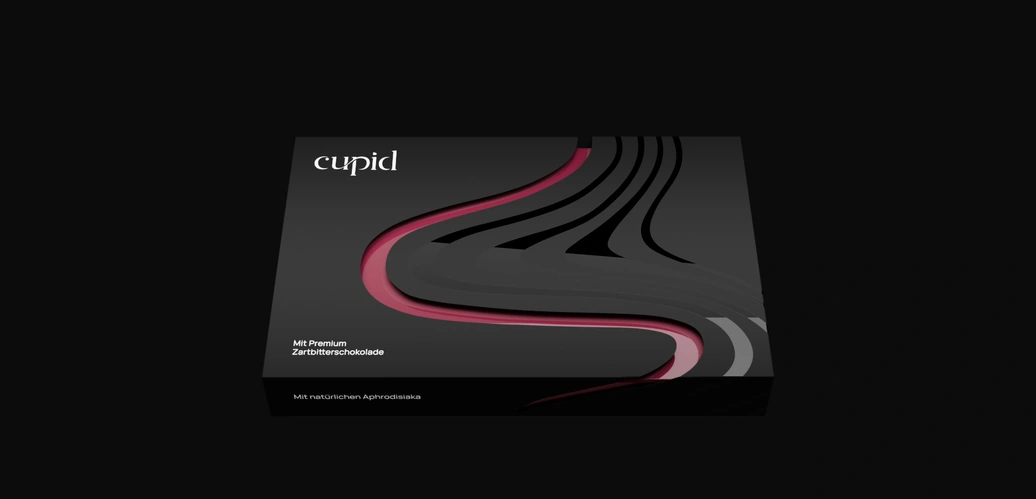 cupid
Mit Premium
Zartbitterschokolade
Mit natürlichen Aphrodisiaka